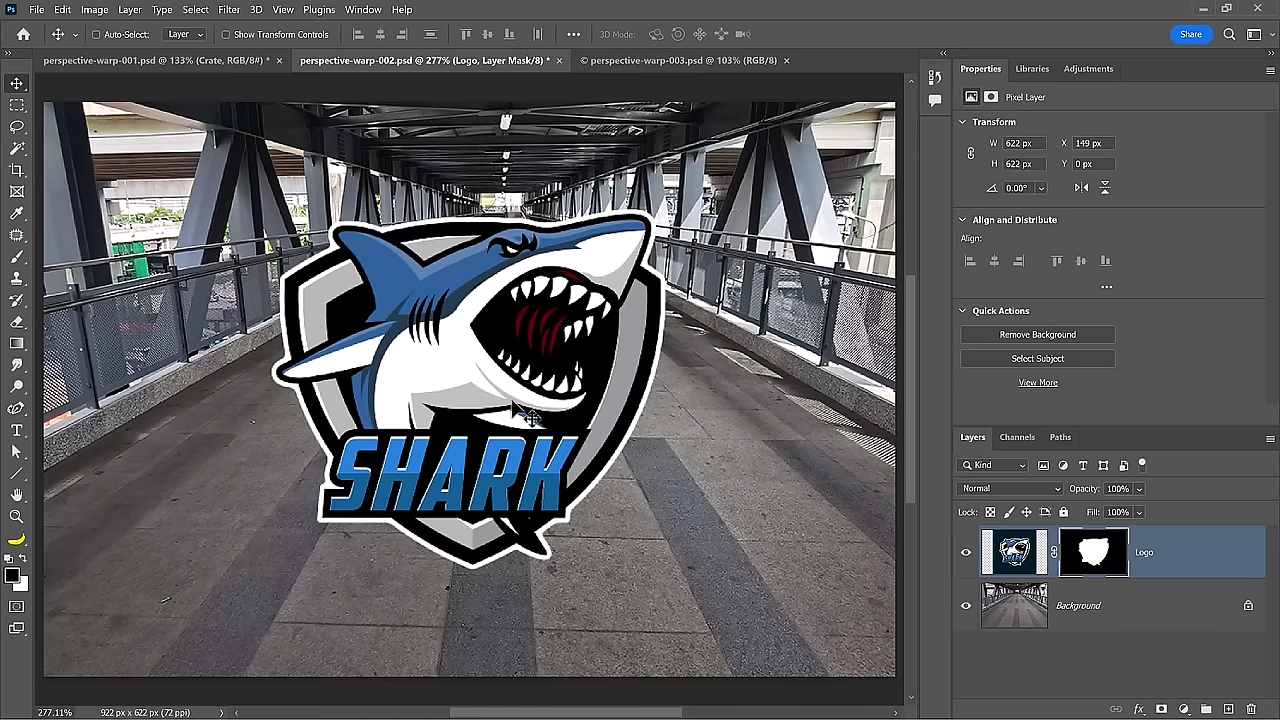 Ps File Edit Image Layer Type Select Filter 3D View Plugins Window Help
Auto-Select: Layer Show Transform Controls 3D Mode: Share
perspective-warp-001.psd @ 133% (Crate, RGB/8#) * × perspective-warp-002.psd @ 277% (Logo, Layer Mask/8) * × © perspective-warp-003.psd @ 103% (RGB/8) ×
Properties Libraries Adjustments
Pixel Layer
Transform
W 622 px X 149 px
H 622 px Y 0 px
0.00°
Align and Distribute
Align:
Quick Actions
Remove Background
Select Subject
View More
SHARK
Layers Channels Paths
Kind
Normal Opacity: 100%
Lock: Fill: 100%
Logo
Background
277.11% 922 px x 622 px (72 ppi)